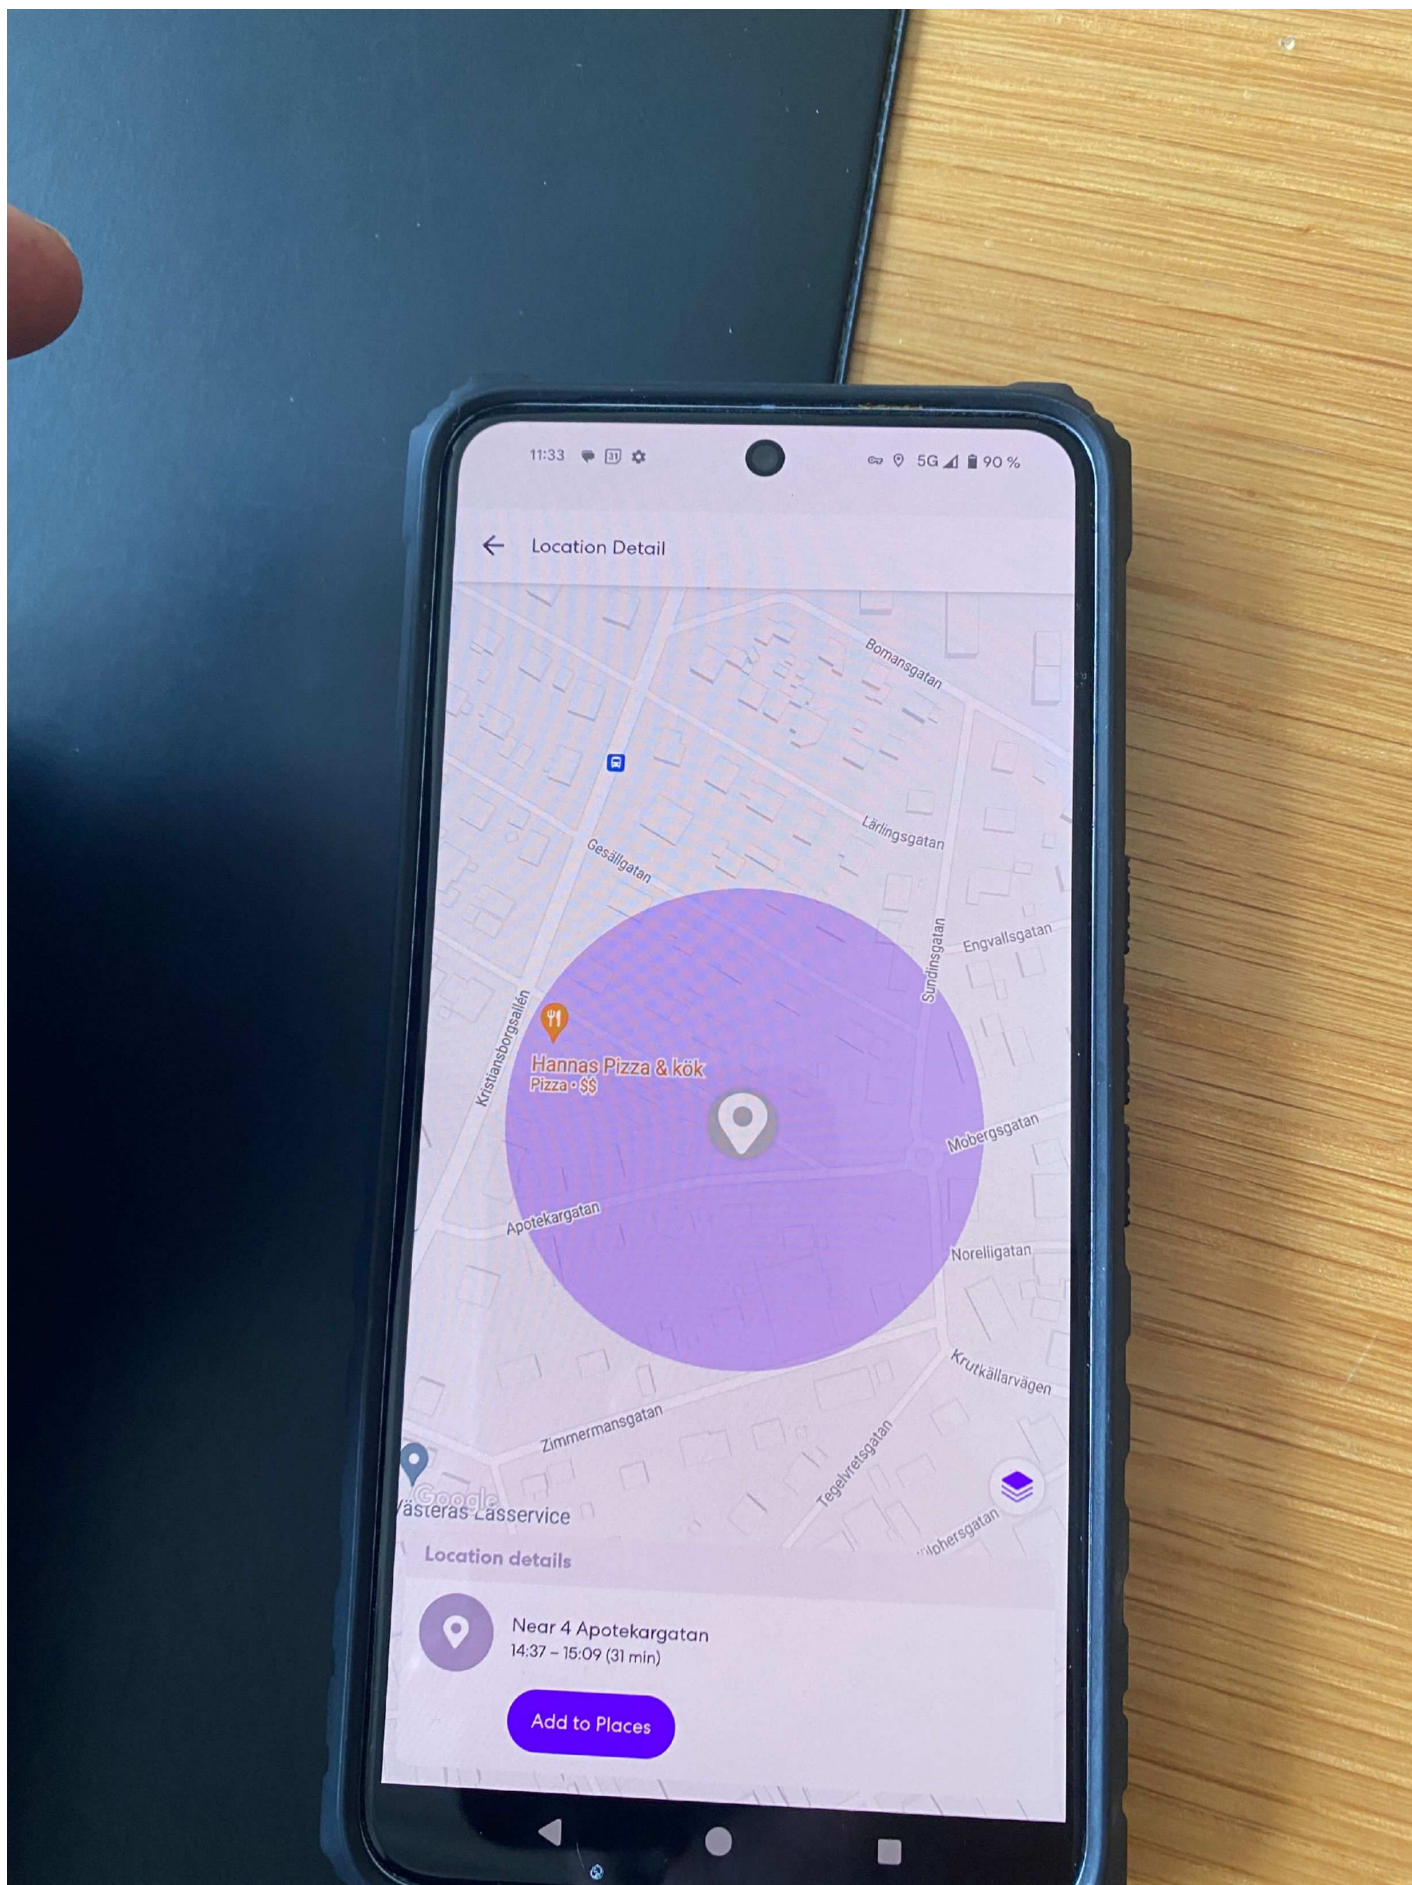 11:33 31 5G 90 %
Location Detail
Bomansgatan
Lärlingsgatan
Gesällgatan
Engvallsgatan
Sundinsgatan
Kristiansborgsallén
Hannas Pizza & kök
Pizza • $$
Mobergsgatan
Apotekargatan
Norelligatan
Krutkällarvägen
Zimmermansgatan
Tegelvretsgatan
Google
Västerås Låsservice
Location details
Near 4 Apotekargatan
14:37 – 15:09 (31 min)
Add to Places